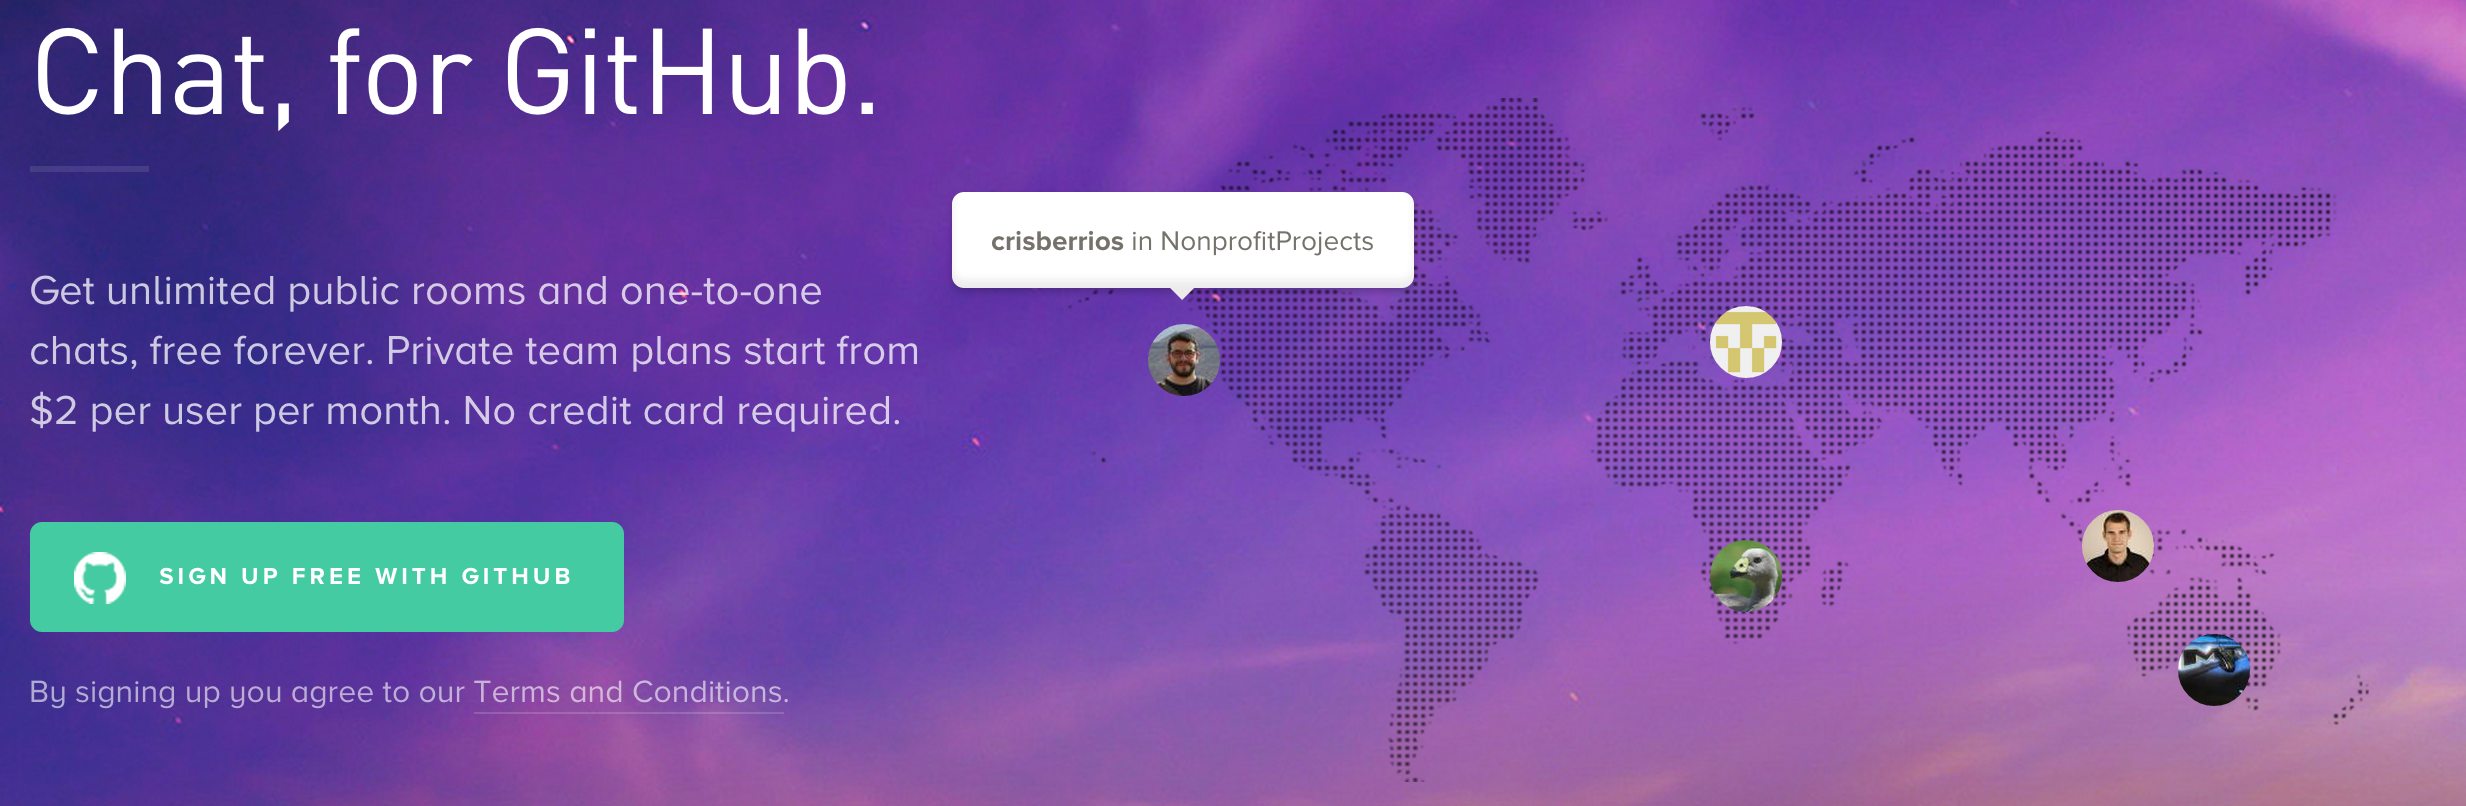 Chat, for GitHub.
crisberrios in NonprofitProjects
Get unlimited public rooms and one-to-one
chats, free forever. Private team plans start from
$2 per user per month. No credit card required.
SIGN UP FREE WITH GITHUB
By signing up you agree to our Terms and Conditions.